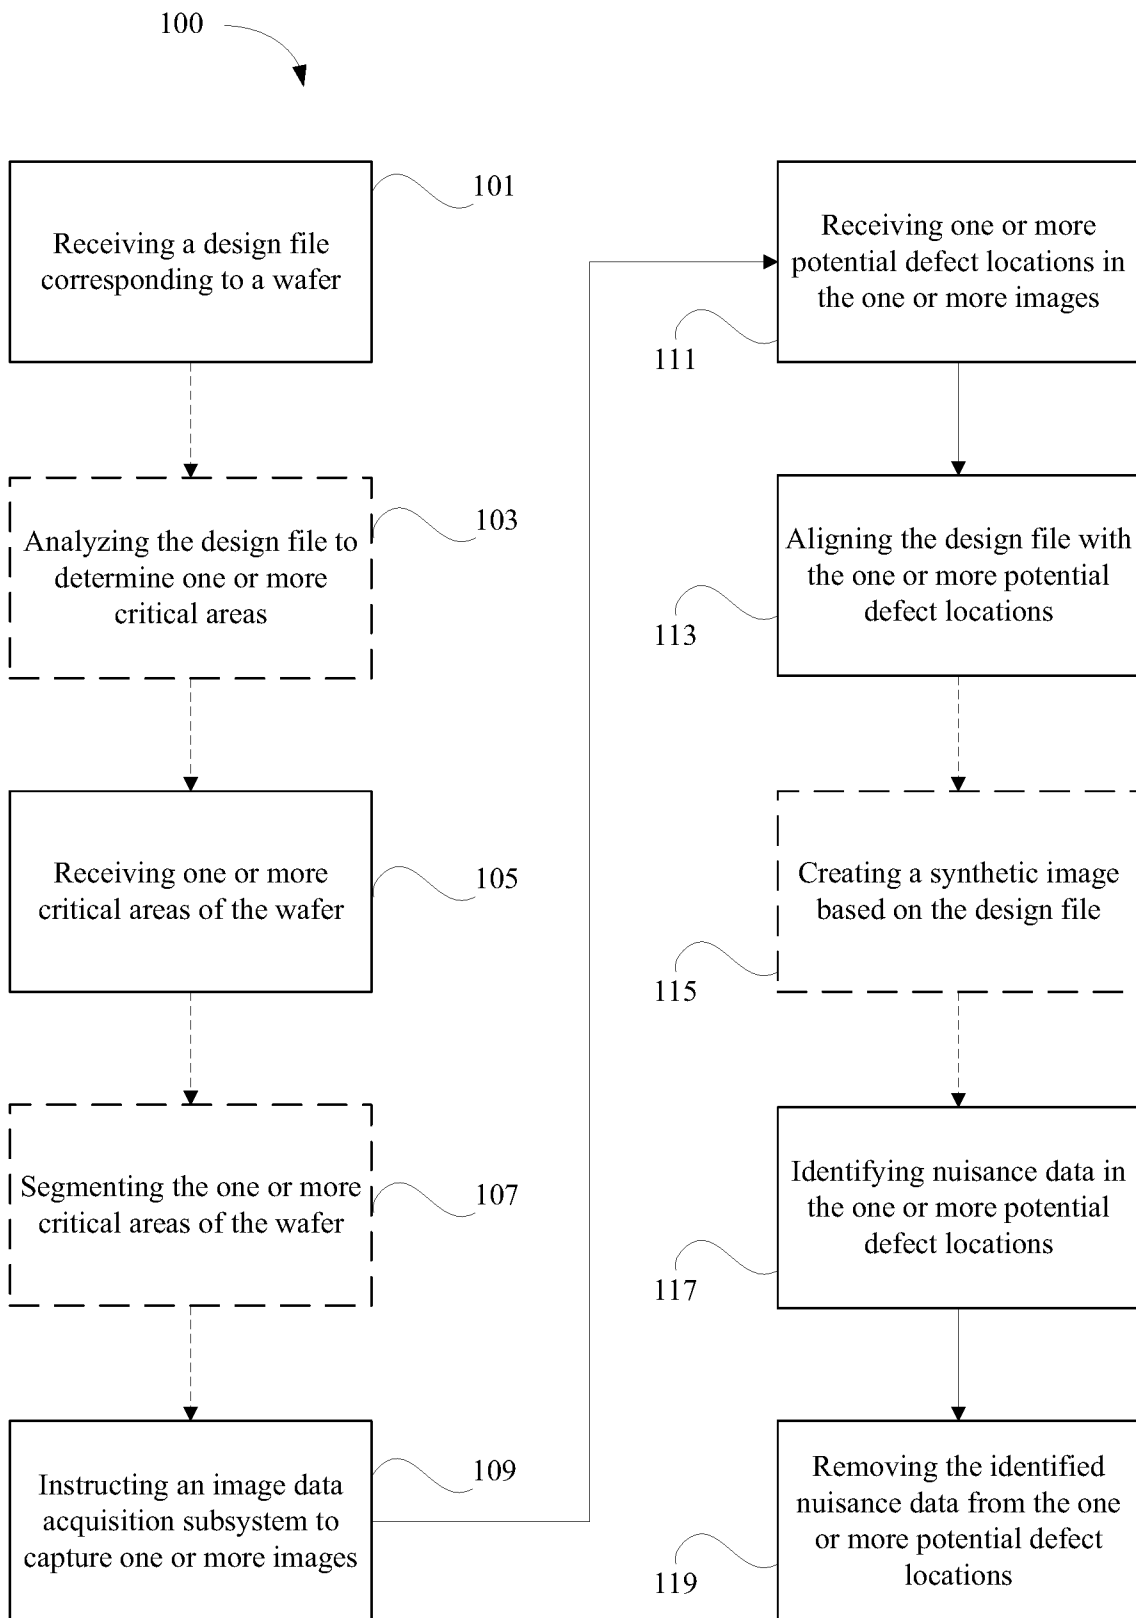 100
Receiving a design file
corresponding to a wafer
101
Analyzing the design file to
determine one or more
critical areas
103
Receiving one or more
critical areas of the wafer
105
Segmenting the one or more
critical areas of the wafer
107
Instructing an image data
acquisition subsystem to
capture one or more images
109
Receiving one or more
potential defect locations in
the one or more images
111
Aligning the design file with
the one or more potential
defect locations
113
Creating a synthetic image
based on the design file
115
Identifying nuisance data in
the one or more potential
defect locations
117
Removing the identified
nuisance data from the one
or more potential defect
locations
119